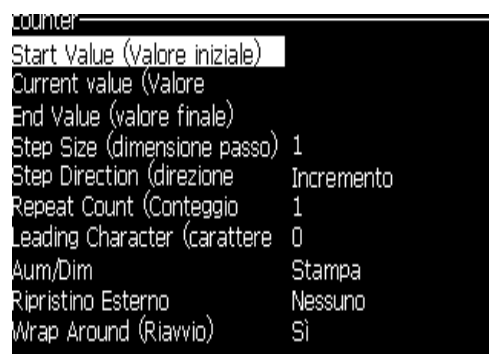 Counter
Start Value (Valore iniziale)
Current value (Valore
End Value (valore finale)
Step Size (dimensione passo) 1
Step Direction (direzione Incremento
Repeat Count (Conteggio 1
Leading Character (carattere 0
Aum/Dim Stampa
Ripristino Esterno Nessuno
Wrap Around (Riavvio) Sì